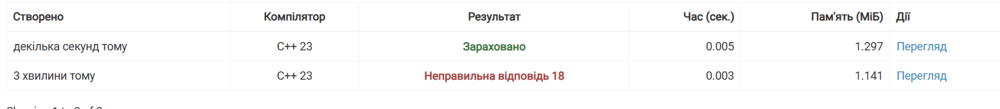 Створено Компілятор Результат Час (сек.) Пам'ять (МіБ) Дії
декілька секунд тому C++ 23 Зараховано 0.005 1.297 Перегляд
3 хвилини тому C++ 23 Неправильна відповідь 18 0.003 1.141 Перегляд